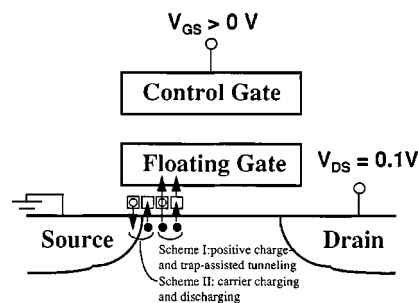 V_GS > 0 V
Control Gate
Floating Gate
V_DS = 0.1V
Source
Drain
Scheme I:positive charge-
and trap-assisted tunneling
Scheme II: carrier charging
and discharging